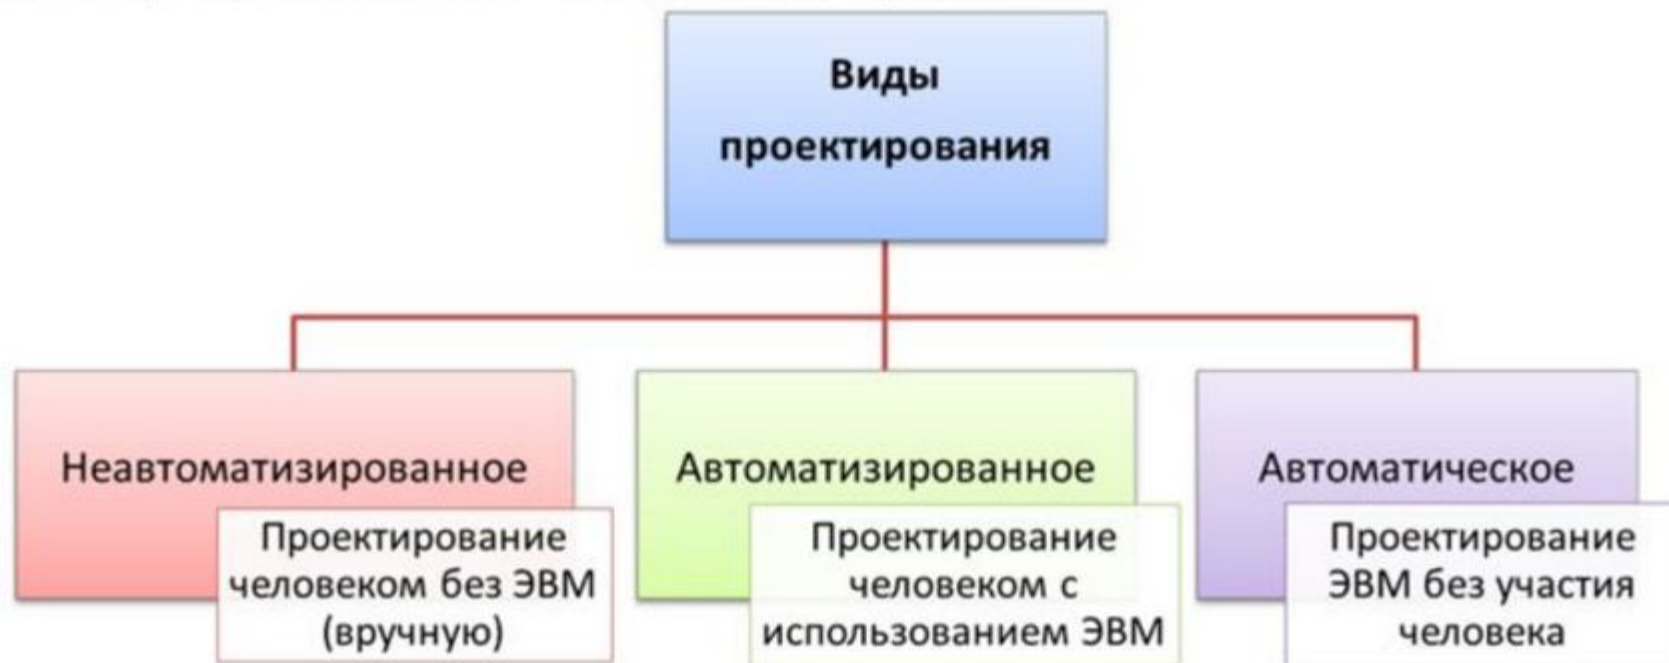 Виды
проектирования
Неавтоматизированное
Проектирование
человеком без ЭВМ
(вручную)
Автоматизированное
Проектирование
человеком с
использованием ЭВМ
Автоматическое
Проектирование
ЭВМ без участия
человека